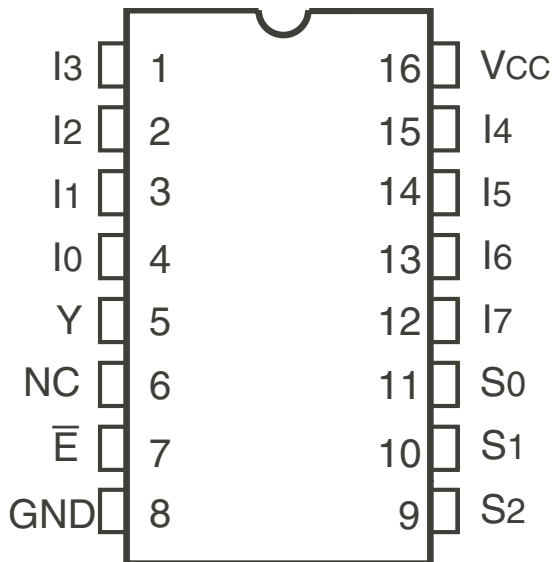 I3 1 16 VCC
I2 2 15 I4
I1 3 14 I5
I0 4 13 I6
Y 5 12 I7
NC 6 11 S0
E̅ 7 10 S1
GND 8 9 S2